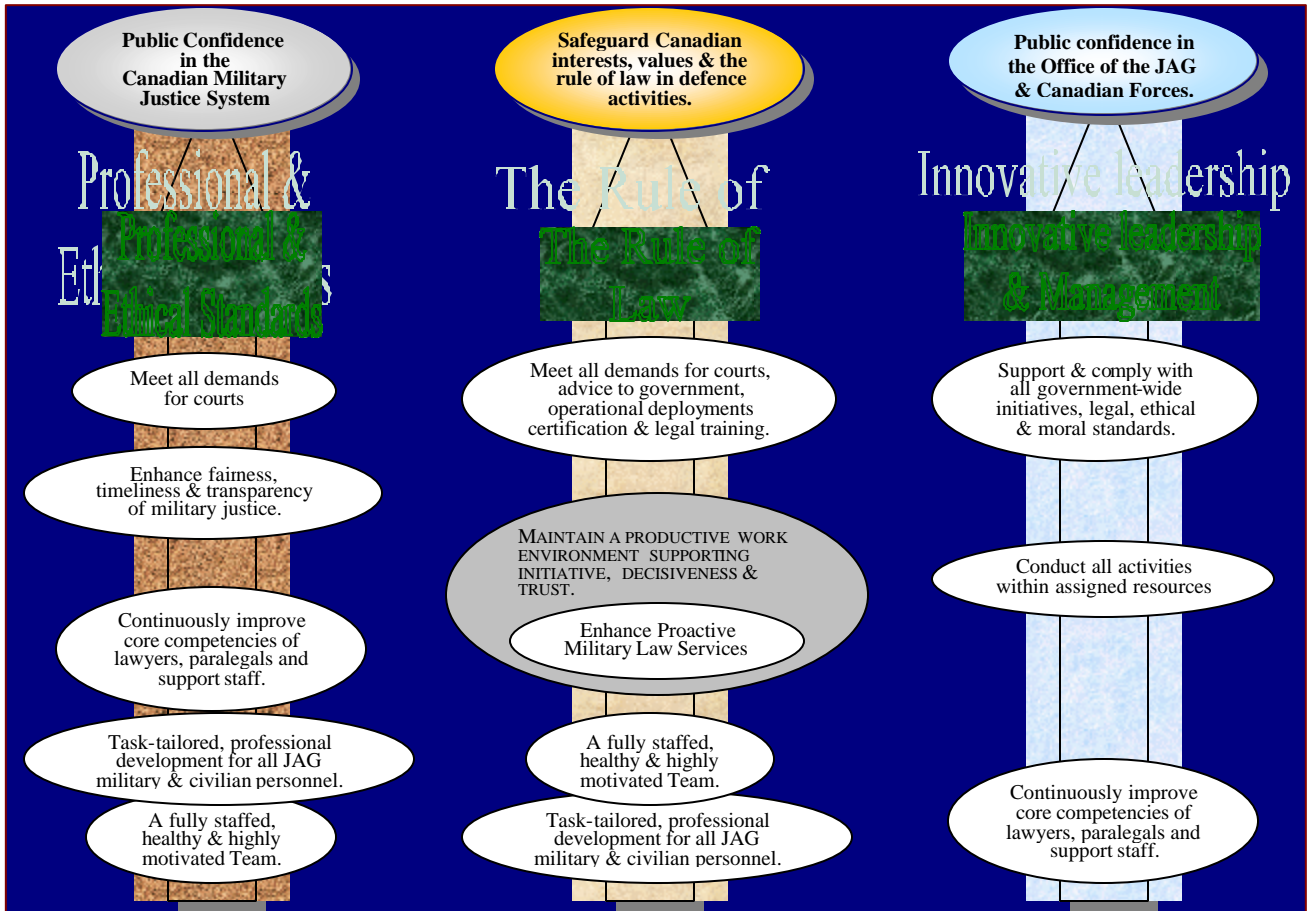 Public Confidence
in the
Canadian Military
Justice System
Professional &
Professional &
Ethical Standards
Meet all demands
for courts
Enhance fairness,
timeliness & transparency
of military justice.
Continuously improve
core competencies of
lawyers, paralegals and
support staff.
Task-tailored, professional
development for all JAG
military & civilian personnel.
A fully staffed,
healthy & highly
motivated Team.
Safeguard Canadian
interests, values & the
rule of law in defence
activities.
The Rule of
The Rule of
Law
Meet all demands for courts,
advice to government,
operational deployments
certification & legal training.
MAINTAIN A PRODUCTIVE WORK
ENVIRONMENT SUPPORTING
INITIATIVE, DECISIVENESS &
TRUST.
Enhance Proactive
Military Law Services
A fully staffed,
healthy & highly
motivated Team.
Task-tailored, professional
development for all JAG
military & civilian personnel.
Public confidence in
the Office of the JAG
& Canadian Forces.
Innovative leadership
Innovative leadership
& Management
Support & comply with
all government-wide
initiatives, legal, ethical
& moral standards.
Conduct all activities
within assigned resources
Continuously improve
core competencies of
lawyers, paralegals and
support staff.